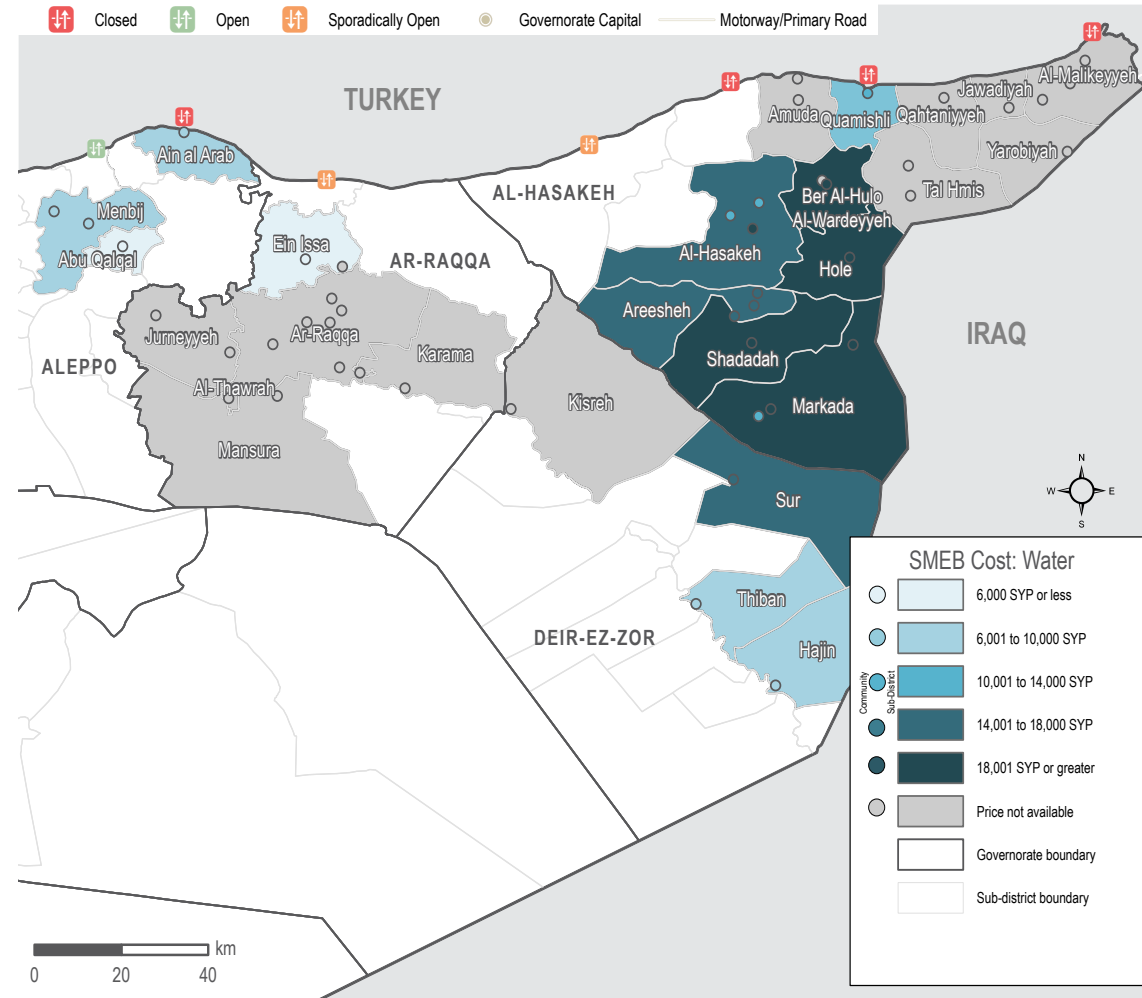 Closed
Open
Sporadically Open
Governorate Capital
Motorway/Primary Road
TURKEY
Al-Malikeyyeh
Jawadiyah
Amuda
Quamishli
Qahtaniyyeh
Ain al Arab
Yarobiyah
AL-HASAKEH
Ber Al-Hulo
Al-Wardeyyeh
Tal Hmis
Menbij
Abu Qalqal
Ein Issa
AR-RAQQA
Al-Hasakeh
Hole
Areesheh
IRAQ
Jurneyyeh
Ar-Raqqa
Karama
Shadadah
ALEPPO
Al-Thawrah
Kisreh
Markada
Mansura
Sur
N
W
E
S
Thiban
DEIR-EZ-ZOR
Hajin
SMEB Cost: Water
Community
Sub-District
6,000 SYP or less
6,001 to 10,000 SYP
10,001 to 14,000 SYP
14,001 to 18,000 SYP
18,001 SYP or greater
Price not available
Governorate boundary
Sub-district boundary
km
0 20 40